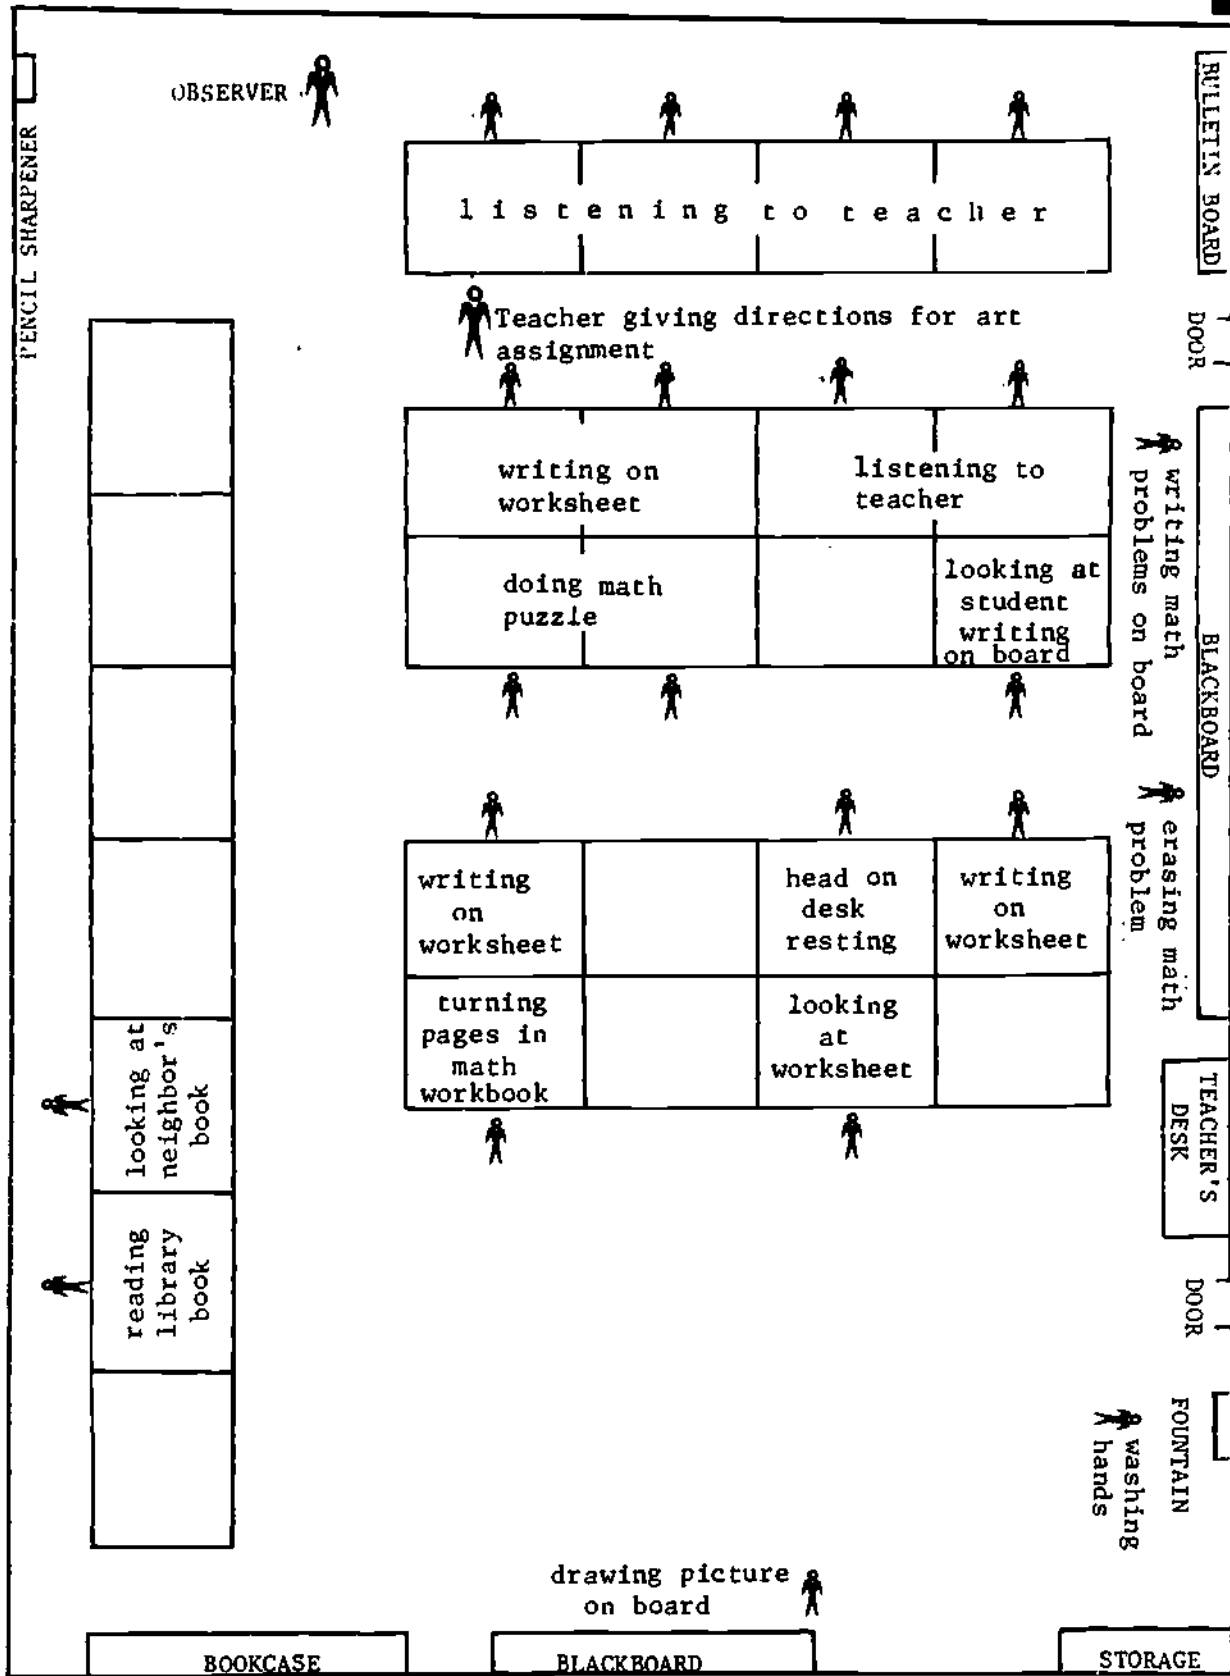 OBSERVER
PENCIL SHARPENER
BULLETIN BOARD
listening to teacher
Teacher giving directions for art
assignment
DOOR
writing on
worksheet
listening to
teacher
writing math
problems on board
doing math
puzzle
looking at
student
writing
on board
BLACKBOARD
writing
on
worksheet
head on
desk
resting
writing
on
worksheet
erasing math
problem
turning
pages in
math
workbook
looking
at
worksheet
looking at
neighbor's
book
TEACHER'S
DESK
reading
library
book
DOOR
FOUNTAIN
washing
hands
drawing picture
on board
BOOKCASE
BLACKBOARD
STORAGE